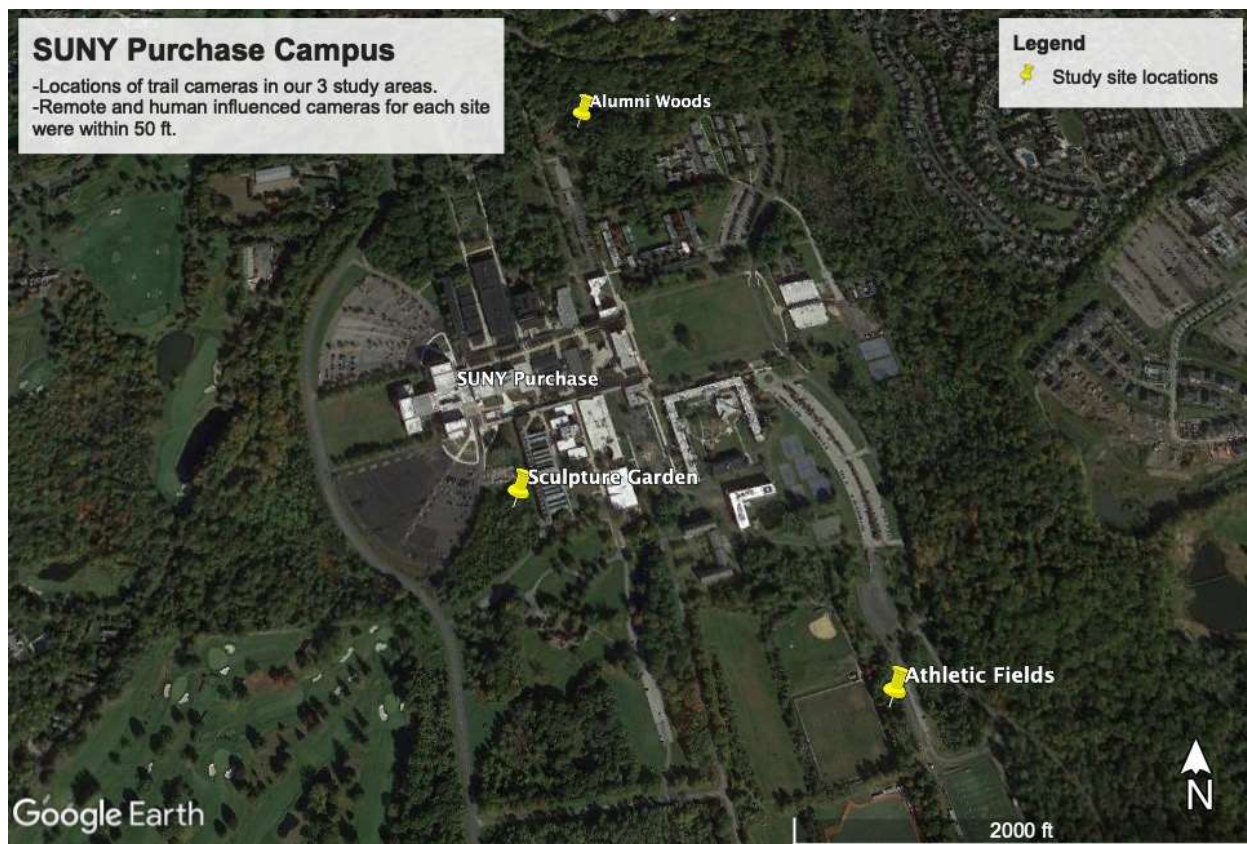 SUNY Purchase Campus
-Locations of trail cameras in our 3 study areas.
-Remote and human influenced cameras for each site
were within 50 ft.
Legend
Study site locations
Alumni Woods
SUNY Purchase
Sculpture Garden
Athletic Fields
N
Google Earth
2000 ft